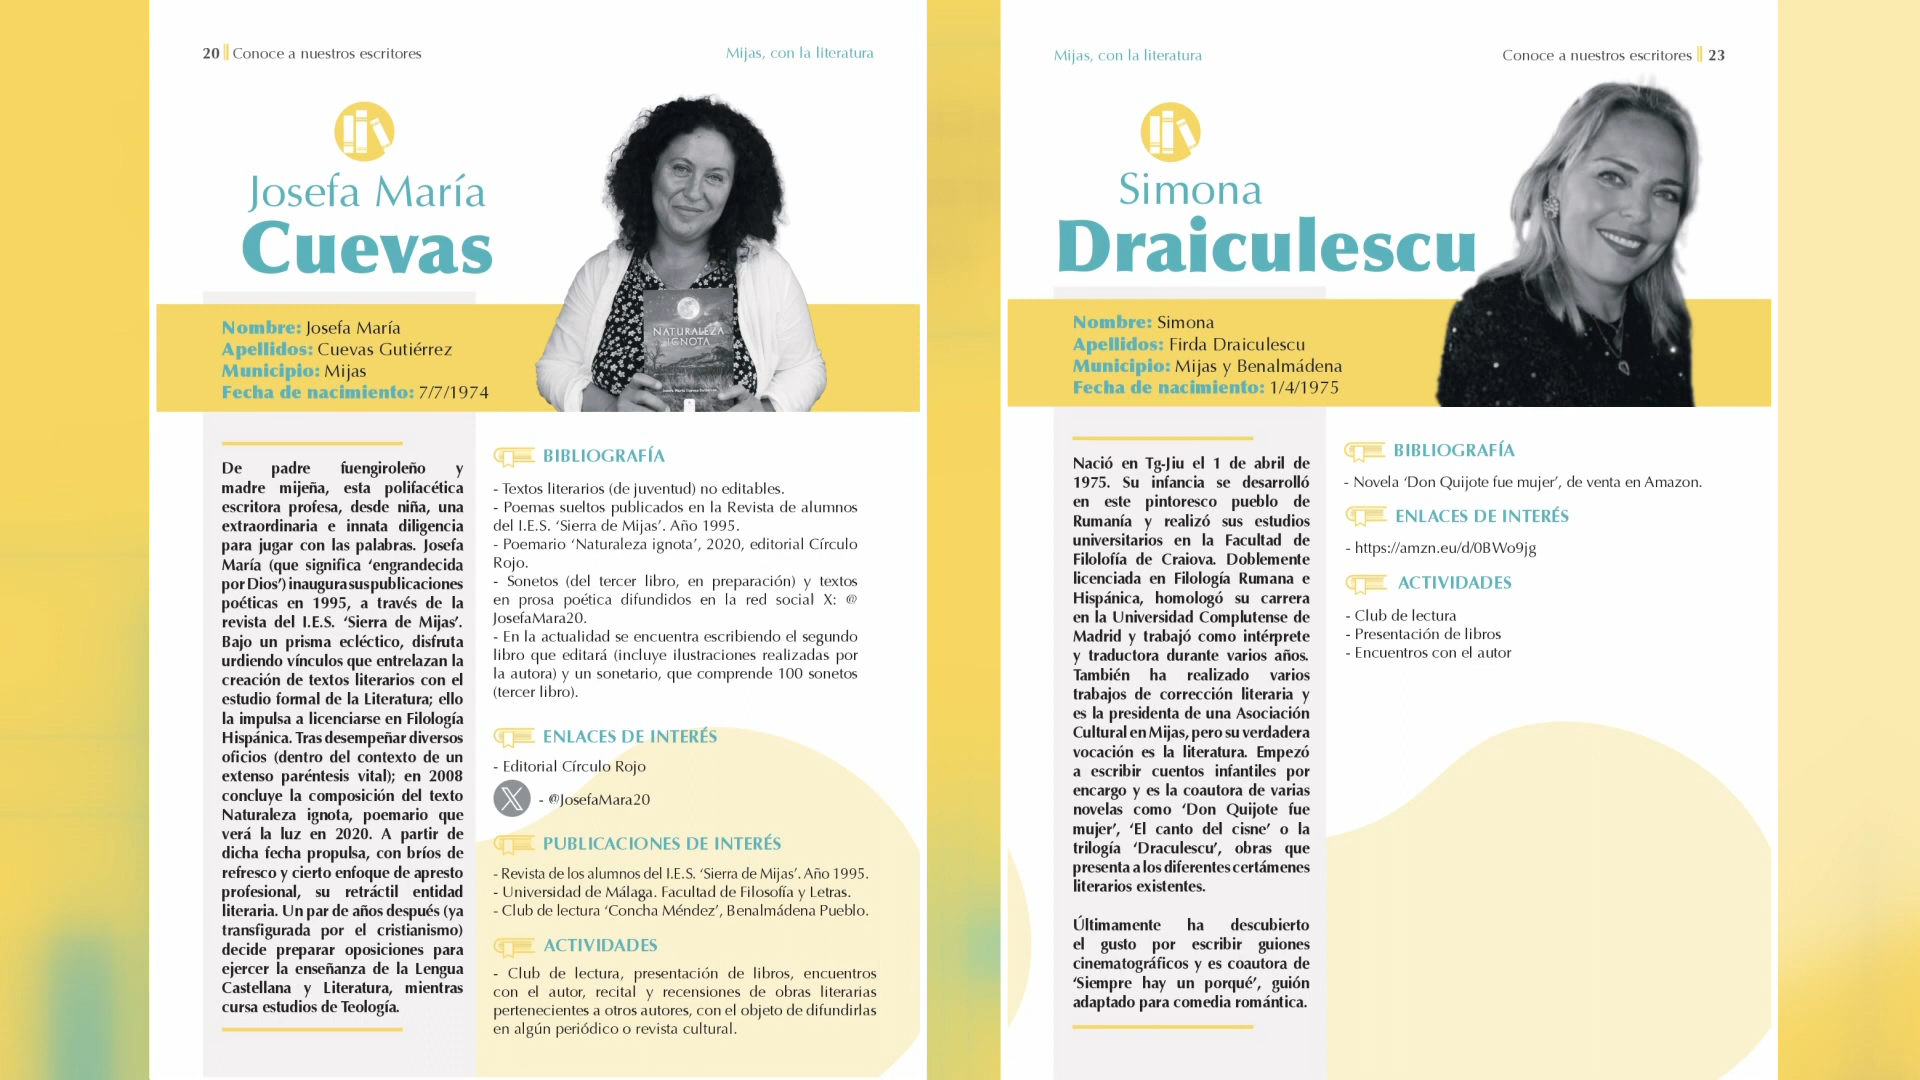 20 Conoce a nuestros escritores
Mijas, con la literatura
Josefa María
Cuevas
NATURALEZA
IGNOTA
Nombre: Josefa María
Apellidos: Cuevas Gutiérrez
Municipio: Mijas
Fecha de nacimiento: 7/7/1974
De padre fuengiroleño y
madre mijeña, esta polifacética
escritora profesa, desde niña, una
extraordinaria e innata diligencia
para jugar con las palabras. Josefa
María (que significa ‘engrandecida
por Dios’) inaugura sus publicaciones
poéticas en 1995, a través de la
revista del I.E.S. ‘Sierra de Mijas’.
Bajo un prisma ecléctico, disfruta
urdiendo vínculos que entrelazan la
creación de textos literarios con el
estudio formal de la Literatura; ello
la impulsa a licenciarse en Filología
Hispánica. Tras desempeñar diversos
oficios (dentro del contexto de un
extenso paréntesis vital); en 2008
concluye la composición del texto
Naturaleza ignota, poemario que
verá la luz en 2020. A partir de
dicha fecha propulsa, con bríos de
refresco y cierto enfoque de apresto
profesional, su retráctil entidad
literaria. Un par de años después (ya
transfigurada por el cristianismo)
decide preparar oposiciones para
ejercer la enseñanza de la Lengua
Castellana y Literatura, mientras
cursa estudios de Teología.
BIBLIOGRAFÍA
- Textos literarios (de juventud) no editables.
- Poemas sueltos publicados en la Revista de alumnos
del I.E.S. ‘Sierra de Mijas’. Año 1995.
- Poemario ‘Naturaleza ignota’, 2020, editorial Círculo
Rojo.
- Sonetos (del tercer libro, en preparación) y textos
en prosa poética difundidos en la red social X: @
JosefaMara20.
- En la actualidad se encuentra escribiendo el segundo
libro que editará (incluye ilustraciones realizadas por
la autora) y un sonetario, que comprende 100 sonetos
(tercer libro).
ENLACES DE INTERÉS
- Editorial Círculo Rojo
- @JosefaMara20
PUBLICACIONES DE INTERÉS
- Revista de los alumnos del I.E.S. ‘Sierra de Mijas’. Año 1995.
- Universidad de Málaga. Facultad de Filosofía y Letras.
- Club de lectura ‘Concha Méndez’, Benalmádena Pueblo.
ACTIVIDADES
- Club de lectura, presentación de libros, encuentros
con el autor, recital y recensiones de obras literarias
pertenecientes a otros autores, con el objeto de difundirlas
en algún periódico o revista cultural.
Mijas, con la literatura
Conoce a nuestros escritores 23
Simona
Draiculescu
Nombre: Simona
Apellidos: Firda Draiculescu
Municipio: Mijas y Benalmádena
Fecha de nacimiento: 1/4/1975
Nació en Tg-Jiu el 1 de abril de
1975. Su infancia se desarrolló
en este pintoresco pueblo de
Rumanía y realizó sus estudios
universitarios en la Facultad de
Filolofía de Craiova. Doblemente
licenciada en Filología Rumana e
Hispánica, homologó su carrera
en la Universidad Complutense de
Madrid y trabajó como intérprete
y traductora durante varios años.
También ha realizado varios
trabajos de corrección literaria y
es la presidenta de una Asociación
Cultural en Mijas, pero su verdadera
vocación es la literatura. Empezó
a escribir cuentos infantiles por
encargo y es la coautora de varias
novelas como ‘Don Quijote fue
mujer’, ‘El canto del cisne’ o la
trilogía ‘Draculescu’, obras que
presenta a los diferentes certámenes
literarios existentes.
Últimamente ha descubierto
el gusto por escribir guiones
cinematográficos y es coautora de
‘Siempre hay un porqué’, guión
adaptado para comedia romántica.
BIBLIOGRAFÍA
- Novela ‘Don Quijote fue mujer’, de venta en Amazon.
ENLACES DE INTERÉS
- https://amzn.eu/d/0BWo9jg
ACTIVIDADES
- Club de lectura
- Presentación de libros
- Encuentros con el autor